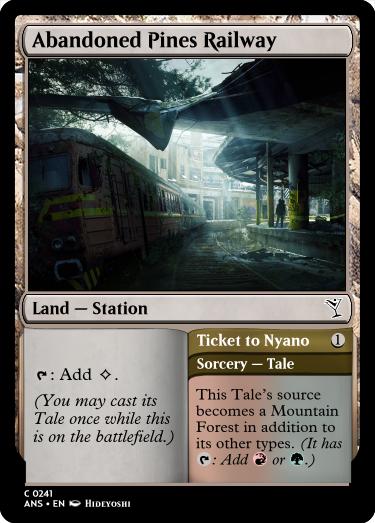 Abandoned Pines Railway
Land — Station
: Add .
(You may cast its
Tale once while this
is on the battlefield.)
Ticket to Nyano 1
Sorcery — Tale
This Tale's source
becomes a Mountain
Forest in addition to
its other types. (It has
: Add or .)
C 0241
ANS • EN Hideyoshi